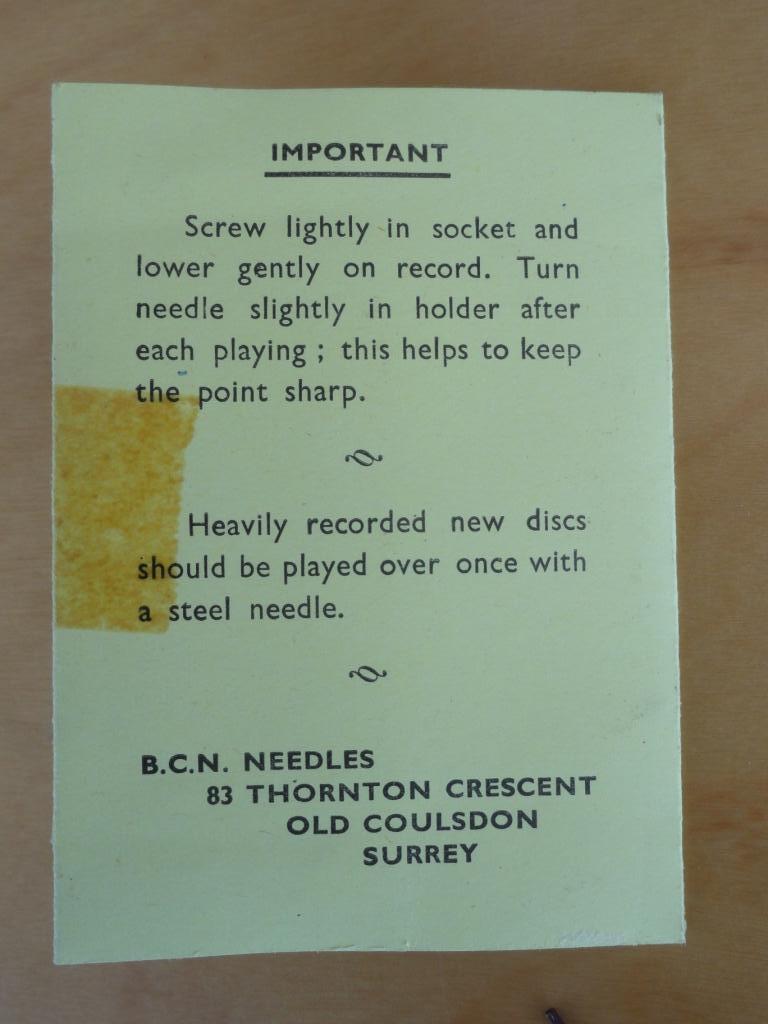 IMPORTANT
Screw lightly in socket and
lower gently on record. Turn
needle slightly in holder after
each playing ; this helps to keep
the point sharp.
Heavily recorded new discs
should be played over once with
a steel needle.
B.C.N. NEEDLES
83 THORNTON CRESCENT
OLD COULSDON
SURREY